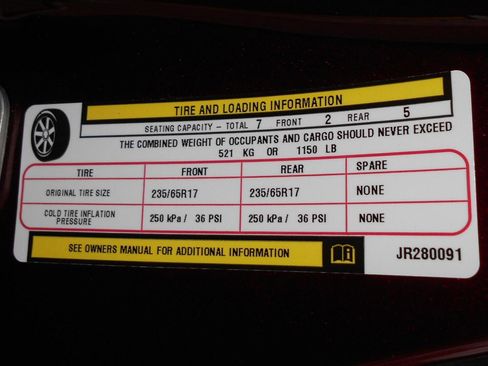 TIRE AND LOADING INFORMATION
SEATING CAPACITY - TOTAL 7 FRONT 2 REAR 5
THE COMBINED WEIGHT OF OCCUPANTS AND CARGO SHOULD NEVER EXCEED
521 KG OR 1150 LB
TIRE FRONT REAR SPARE
ORIGINAL TIRE SIZE 235/65R17 235/65R17 NONE
COLD TIRE INFLATION
PRESSURE 250 kPa / 36 PSI 250 kPa / 36 PSI NONE
SEE OWNERS MANUAL FOR ADDITIONAL INFORMATION JR280091